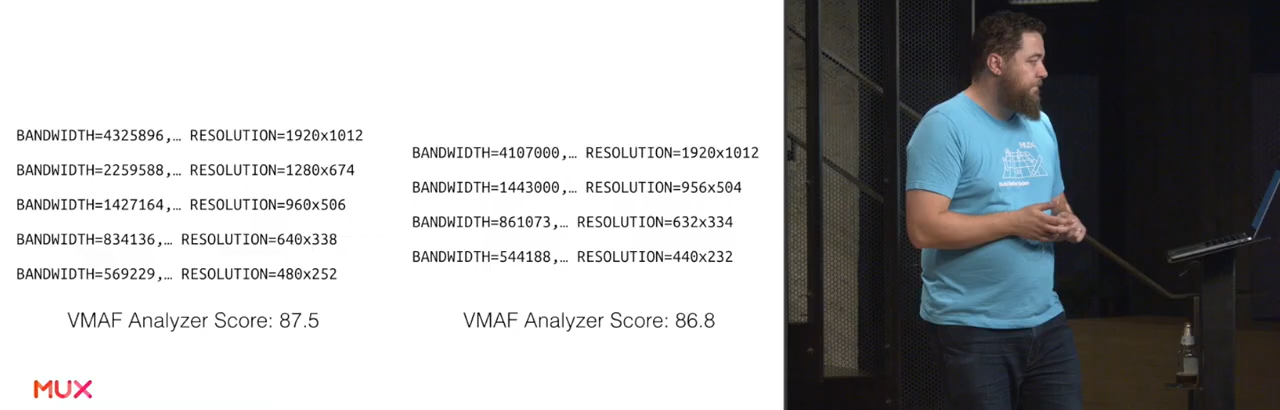 BANDWIDTH=4325896,… RESOLUTION=1920x1012
BANDWIDTH=2259588,… RESOLUTION=1280x674
BANDWIDTH=1427164,… RESOLUTION=960x506
BANDWIDTH=834136,… RESOLUTION=640x338
BANDWIDTH=569229,… RESOLUTION=480x252
VMAF Analyzer Score: 87.5
BANDWIDTH=4107000,… RESOLUTION=1920x1012
BANDWIDTH=1443000,… RESOLUTION=956x504
BANDWIDTH=861073,… RESOLUTION=632x334
BANDWIDTH=544188,… RESOLUTION=440x232
VMAF Analyzer Score: 86.8
MUX
MUX